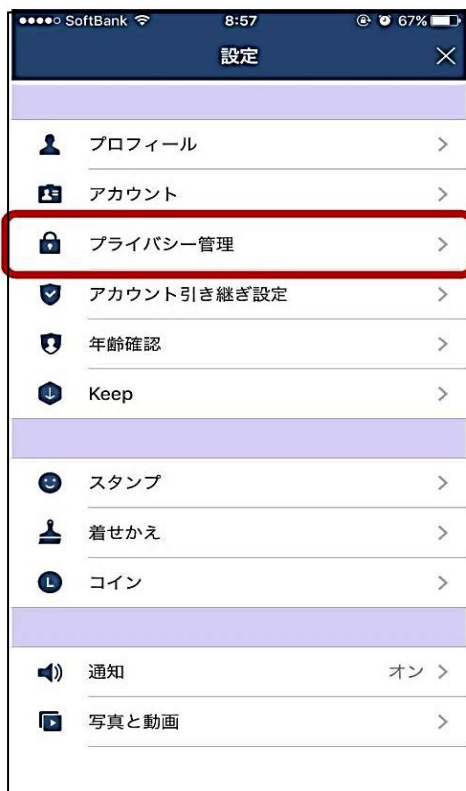 SoftBank 8:57 67%
設定
プロフィール
アカウント
プライバシー管理
アカウント引き継ぎ設定
年齢確認
Keep
スタンプ
着せかえ
コイン
通知 オン
写真と動画